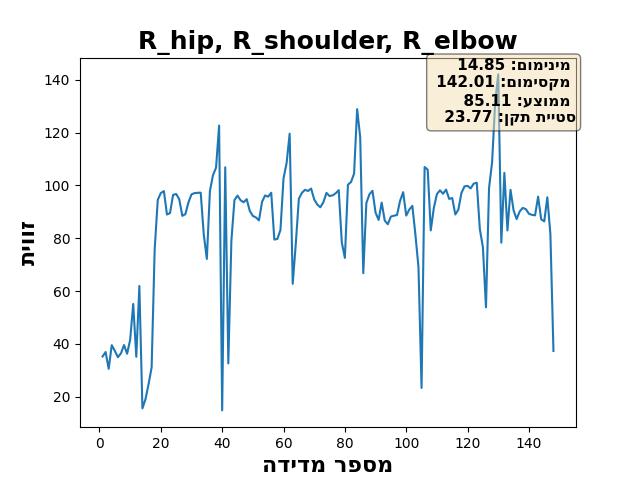 R_hip, R_shoulder, R_elbow
מינימום: 14.85
מקסימום: 142.01
ממוצע: 85.11
סטיית תקן: 23.77
זווית
140
120
100
80
60
40
20
0 20 40 60 80 100 120 140
מספר מדידה